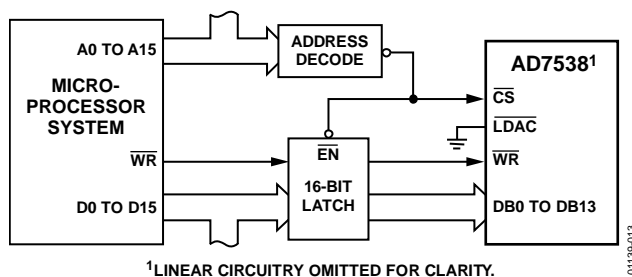 A0 TO A15
MICRO-
PROCESSOR
SYSTEM
WR
D0 TO D15
ADDRESS
DECODE
EN
16-BIT
LATCH
AD7538¹
CS
LDAC
WR
DB0 TO DB13
¹LINEAR CIRCUITRY OMITTED FOR CLARITY.
01139-013